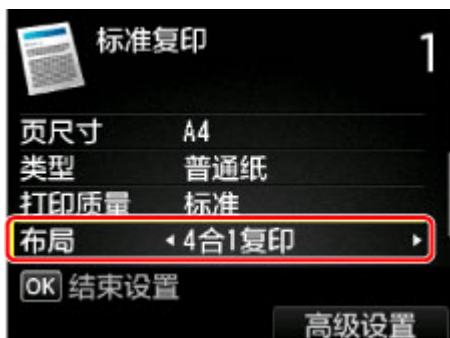 标准复印 1
页尺寸 A4
类型 普通纸
打印质量 标准
布局 4合1复印
OK 结束设置
高级设置